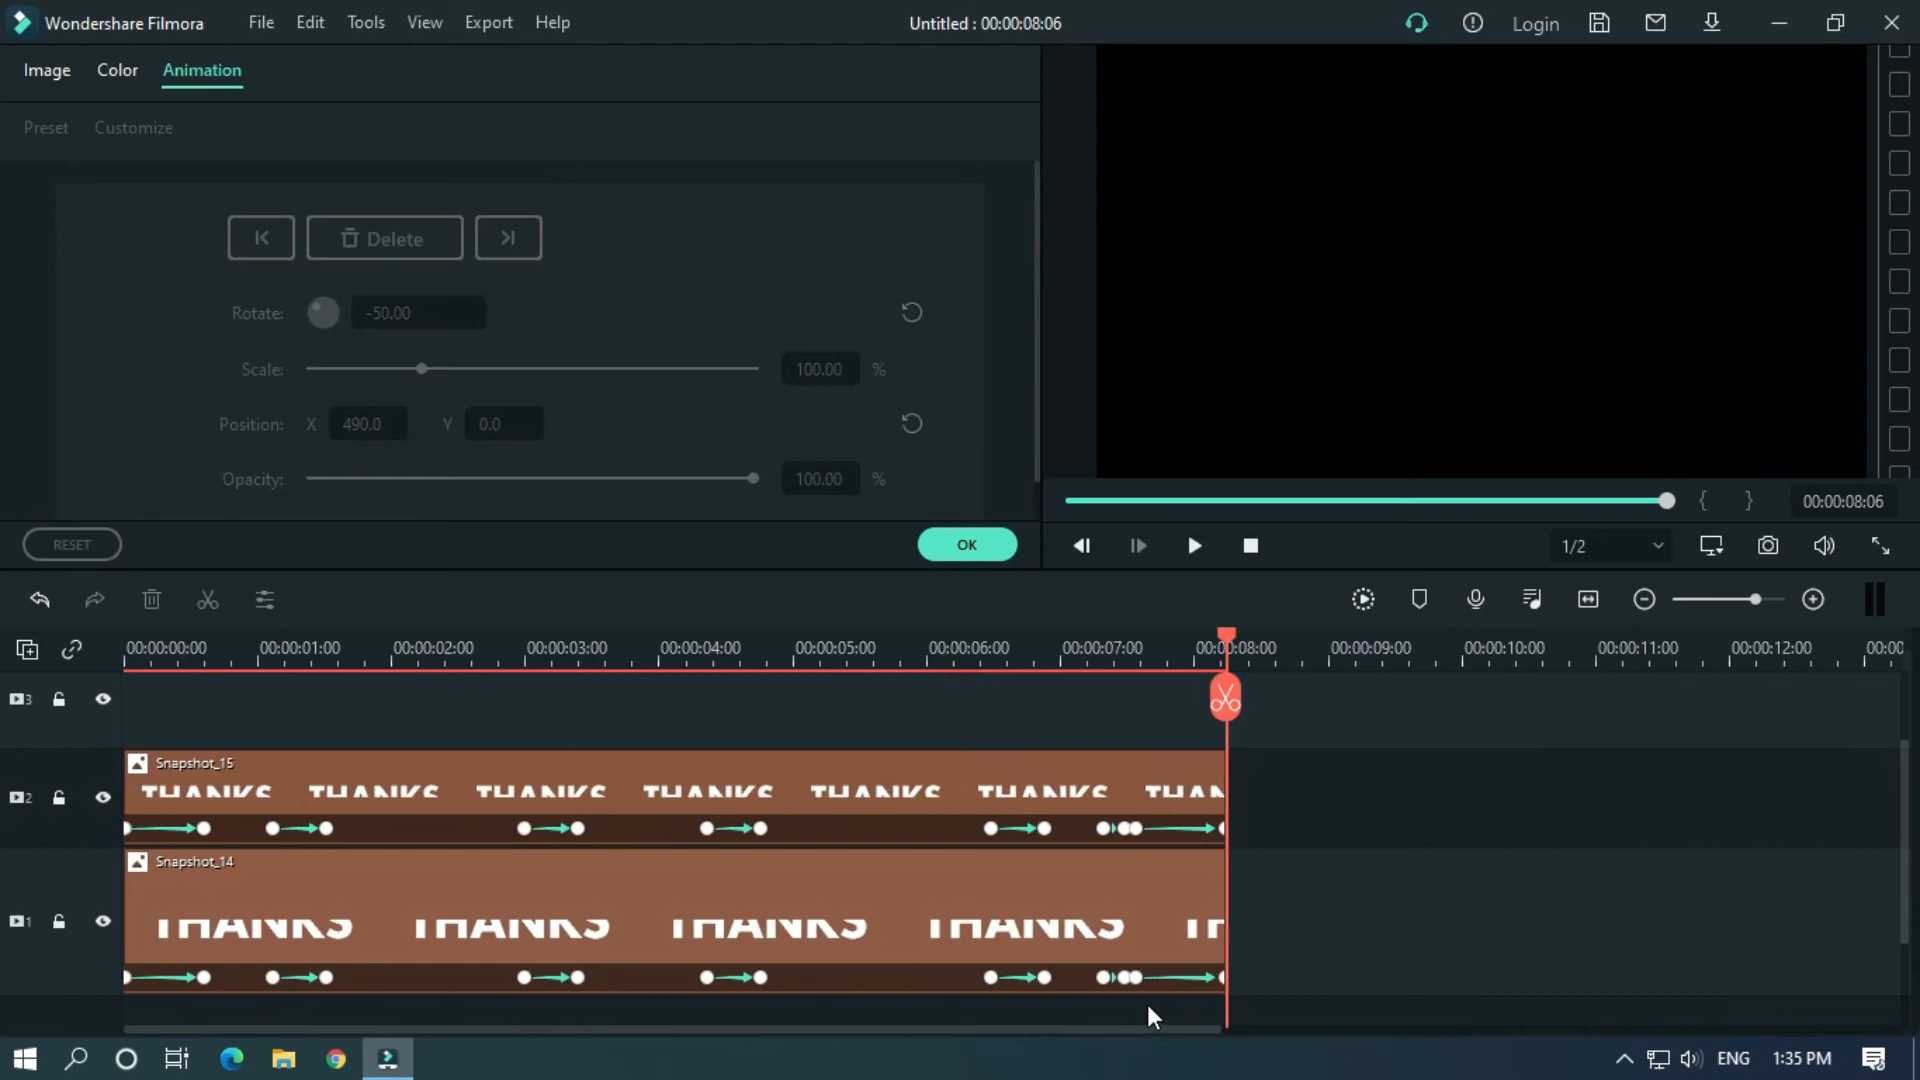 Wondershare Filmora File Edit Tools View Export Help Untitled : 00:00:08:06 Login
Image Color Animation
Preset Customize
Delete
Rotate: -50.00
Scale: 100.00 %
Position: X 490.0 Y 0.0
Opacity: 100.00 %
{ } 00:00:08:06
RESET OK 1/2
00:00:00:00 00:00:01:00 00:00:02:00 00:00:03:00 00:00:04:00 00:00:05:00 00:00:06:00 00:00:07:00 00:00:08:00 00:00:09:00 00:00:10:00 00:00:11:00 00:00:12:00 00:00
3
Snapshot_15
2 THANKS THANKS THANKS THANKS THANKS THANKS THAN
Snapshot_14
1 THANKS THANKS THANKS THANKS TH
ENG 1:35 PM